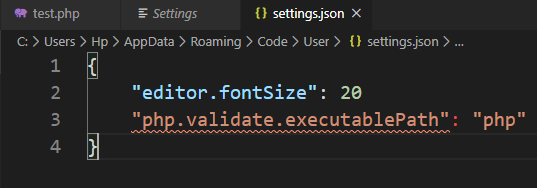 test.php Settings settings.json ×
C: > Users > Hp > AppData > Roaming > Code > User > {} settings.json > ...
1 {
2 "editor.fontSize": 20
3 "php.validate.executablePath": "php"
4 }